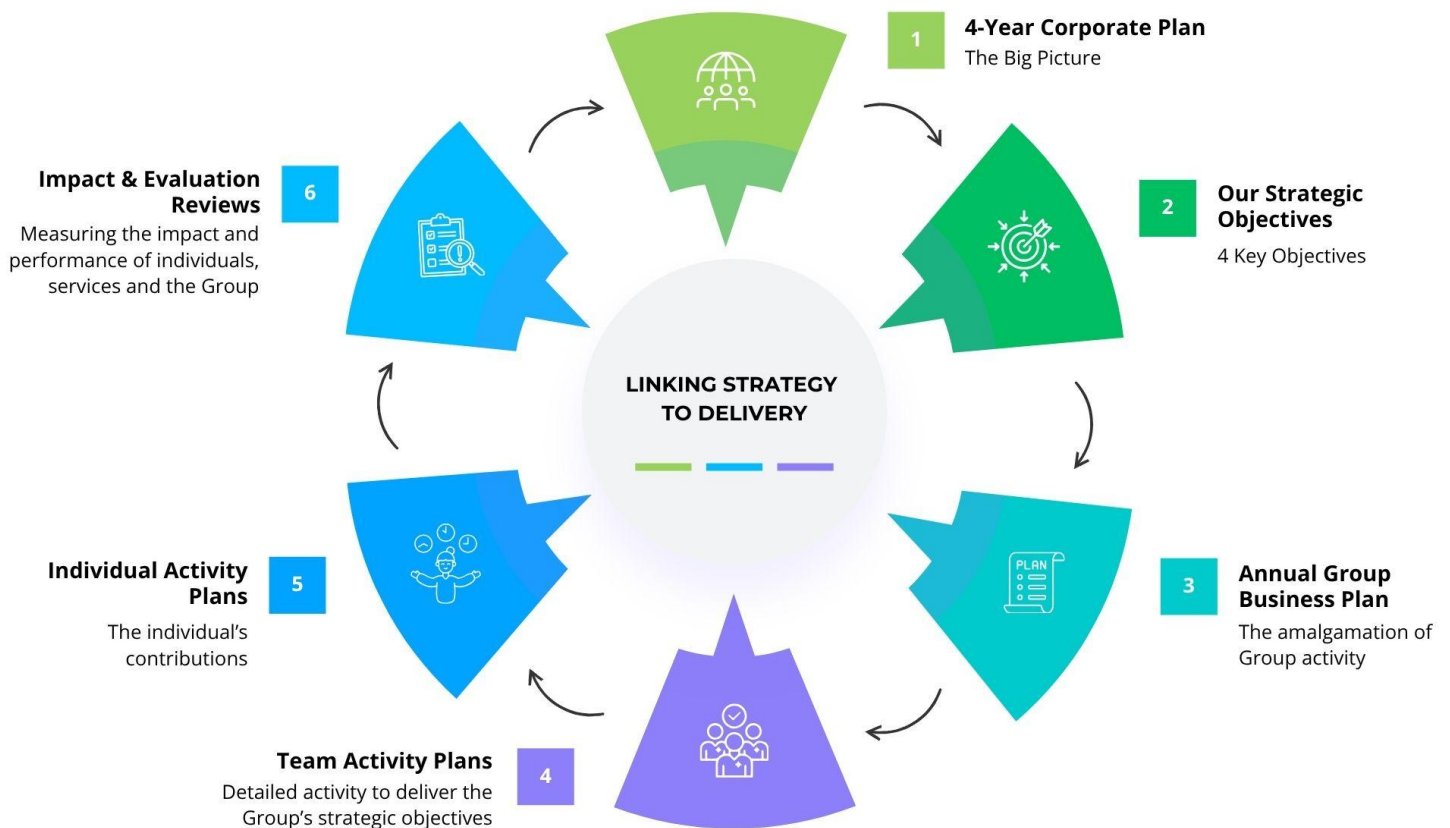 1
4-Year Corporate Plan
The Big Picture
2
Our Strategic
Objectives
4 Key Objectives
3
Annual Group
Business Plan
The amalgamation of
Group activity
PLAN
4
Team Activity Plans
Detailed activity to deliver the
Group’s strategic objectives
5
Individual Activity
Plans
The individual’s
contributions
6
Impact & Evaluation
Reviews
Measuring the impact and
performance of individuals,
services and the Group
LINKING STRATEGY
TO DELIVERY